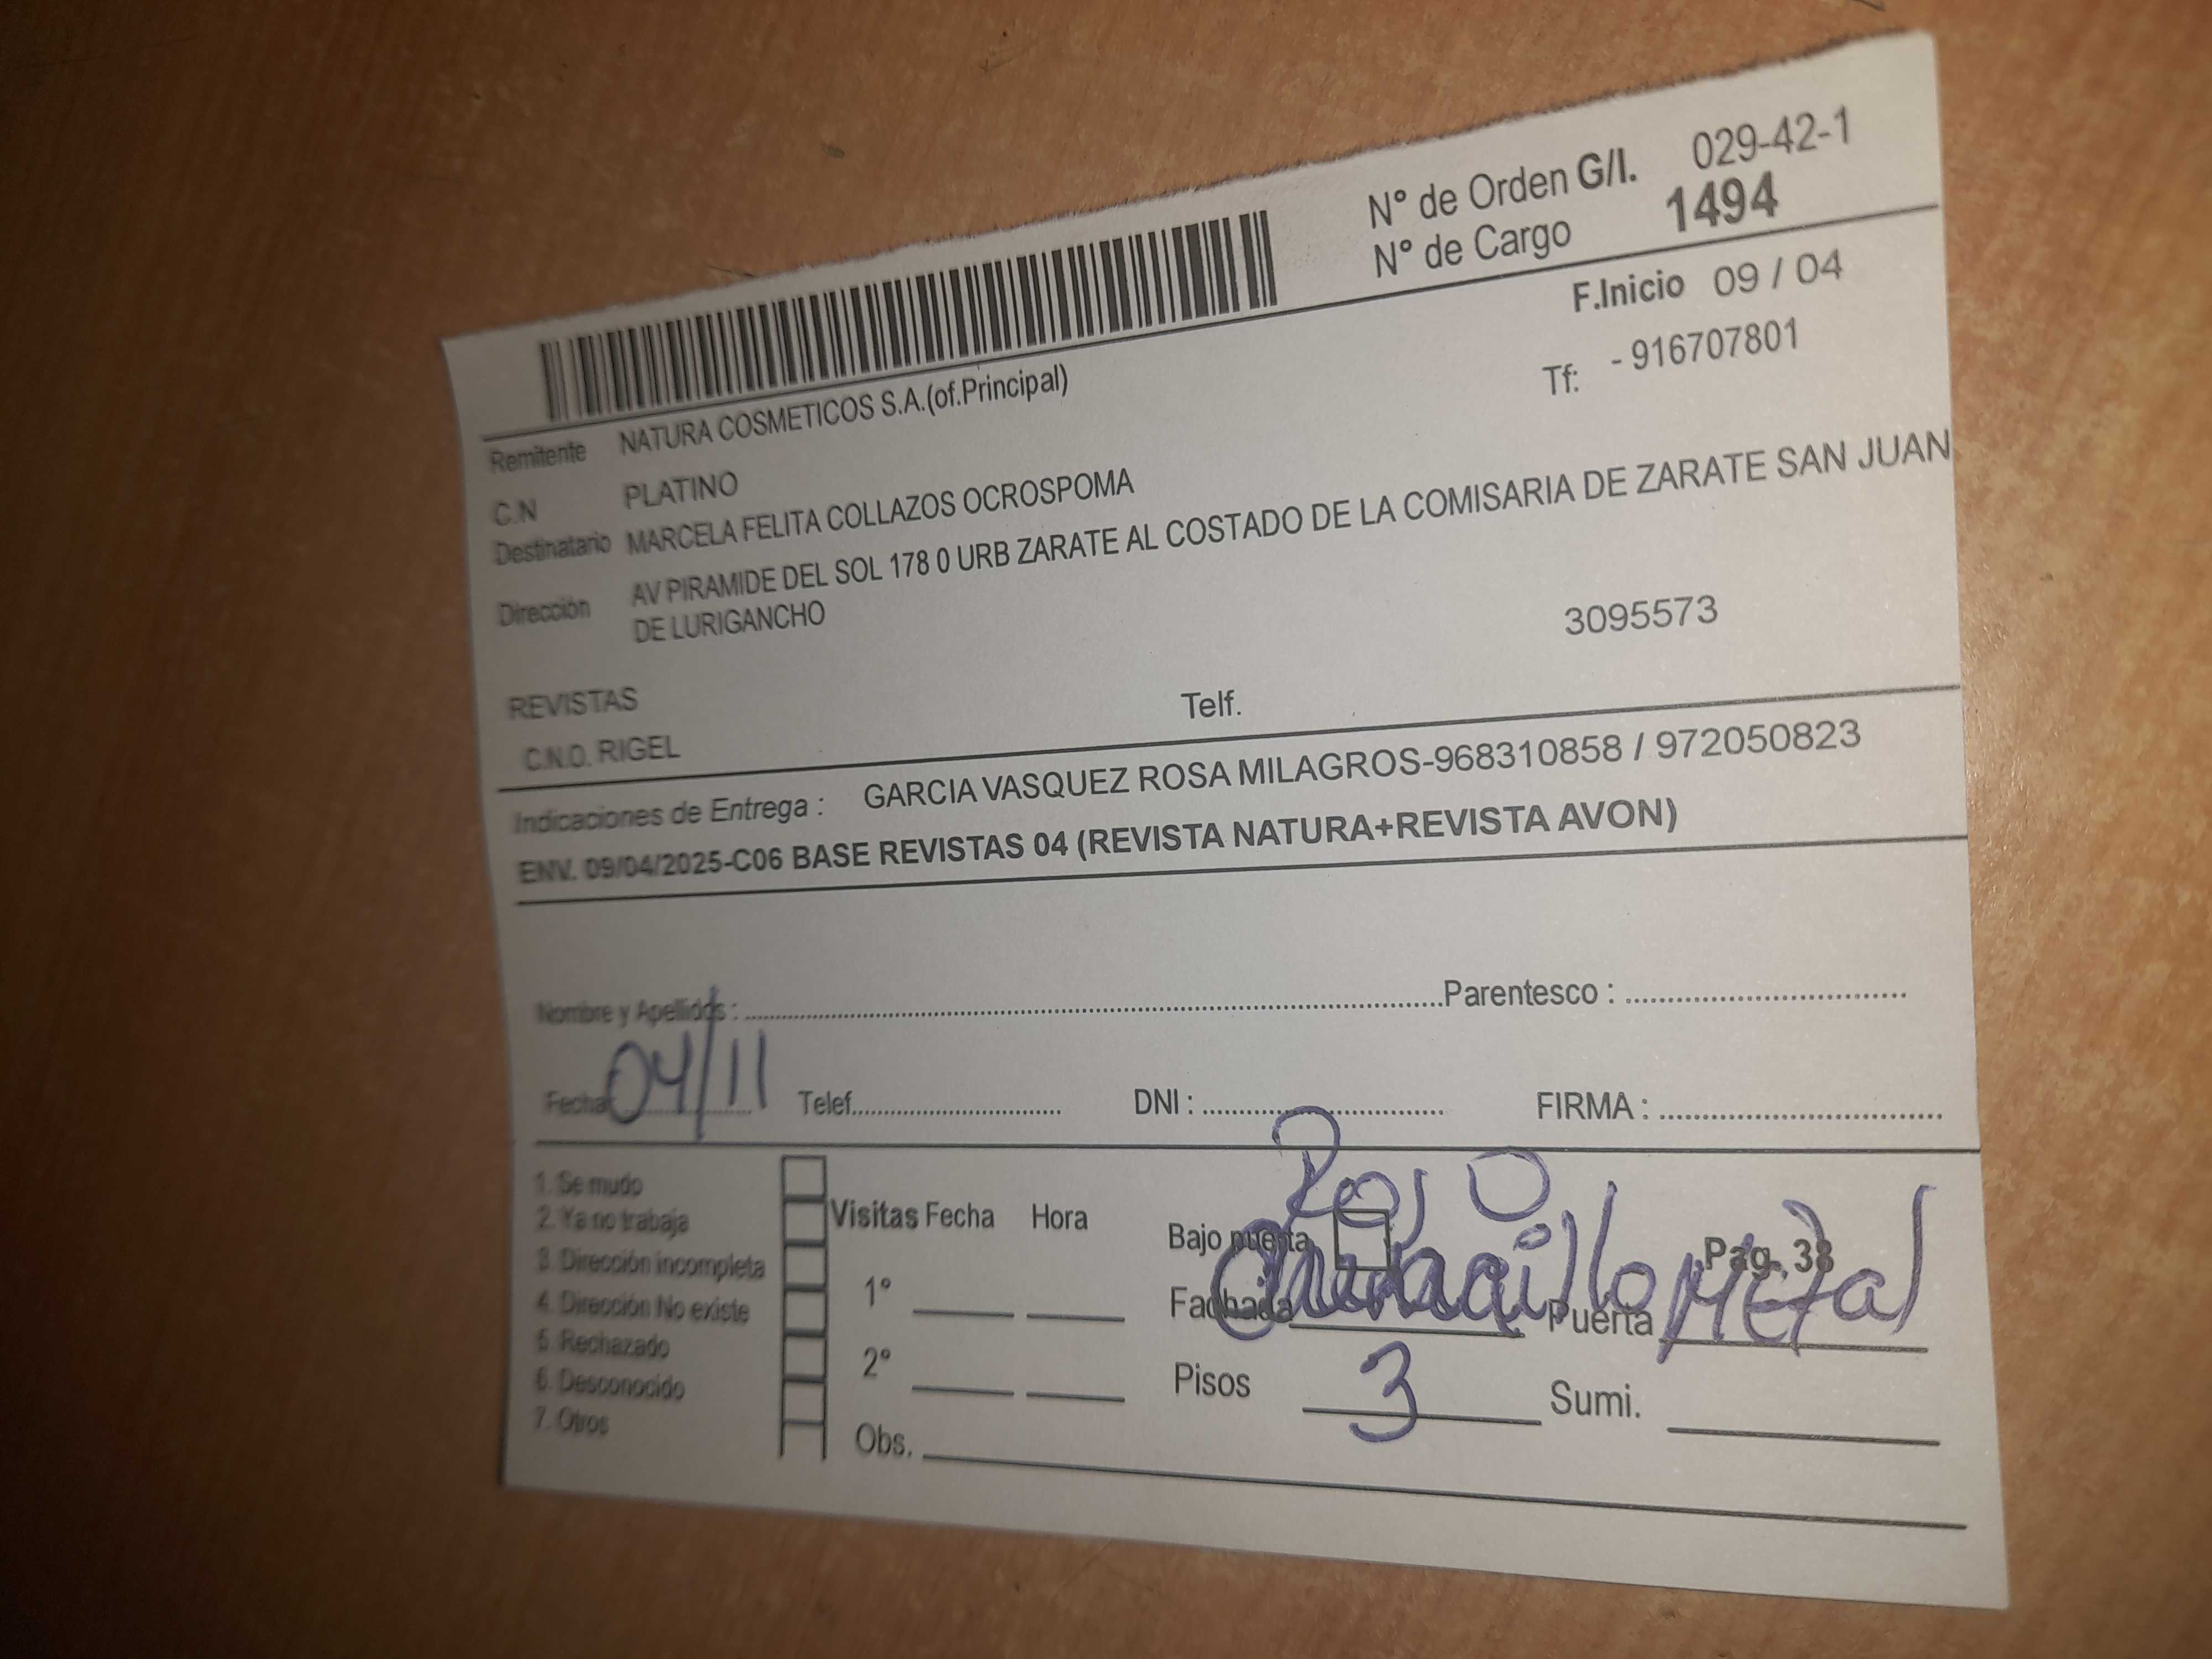 N° de Orden G/I. 029-42-1
N° de Cargo 1494
F.Inicio 09 / 04
Remitente NATURA COSMETICOS S.A.(of.Principal)
Tf: - 916707801
C.N PLATINO
Destinatario MARCELA FELITA COLLAZOS OCROSPOMA
Dirección AV PIRAMIDE DEL SOL 178 0 URB ZARATE AL COSTADO DE LA COMISARIA DE ZARATE SAN JUAN
DE LURIGANCHO
3095573
REVISTAS
Telf.
C.N.O. RIGEL
Indicaciones de Entrega : GARCIA VASQUEZ ROSA MILAGROS-968310858 / 972050823
ENV. 09/04/2025-C06 BASE REVISTAS 04 (REVISTA NATURA+REVISTA AVON)
Nombre y Apellidos : Parentesco :
Fecha 04/11 Telef. DNI : FIRMA :
1. Se mudo
2. Ya no trabaja
3. Dirección incompleta
4. Dirección No existe
5. Rechazado
6. Desconocido
7. Otros
Visitas Fecha Hora
1°
2°
Obs.
Bajo puerta Pag. 38
Fachada Puerta Metal
Pisos 3 Sumi.